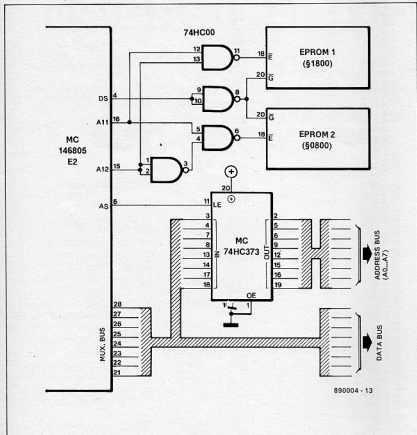 74HC00
12
13
11
18
E
EPROM 1
(§1800)
20
G
DS
4
9
10
8
A11
16
20
G
EPROM 2
(§0800)
5
4
6
18
E
MC
146805
E2
A12
15
1
2
3
AS
6
11
LE
20
3
4
7
8
13
14
17
18
IN
MC
74HC373
OUT
2
5
6
9
12
15
16
19
ADDRESS BUS
(A0...A7)
OE
1
MUX. BUS
28
27
26
25
24
23
22
21
DATA BUS
890004 - 13